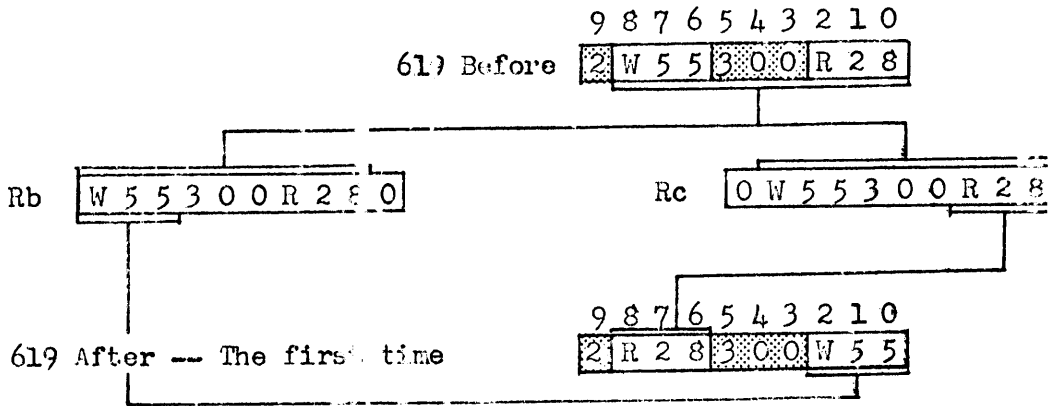 9 8 7 6 5 4 3 2 1 0
619 Before 2 W 5 5 3 0 0 R 2 8
Rb W 5 5 3 0 0 R 2 8 0 Rc 0 W 5 5 3 0 0 R 2 8
9 8 7 6 5 4 3 2 1 0
619 After -- The first time 2 R 2 8 3 0 0 W 5 5